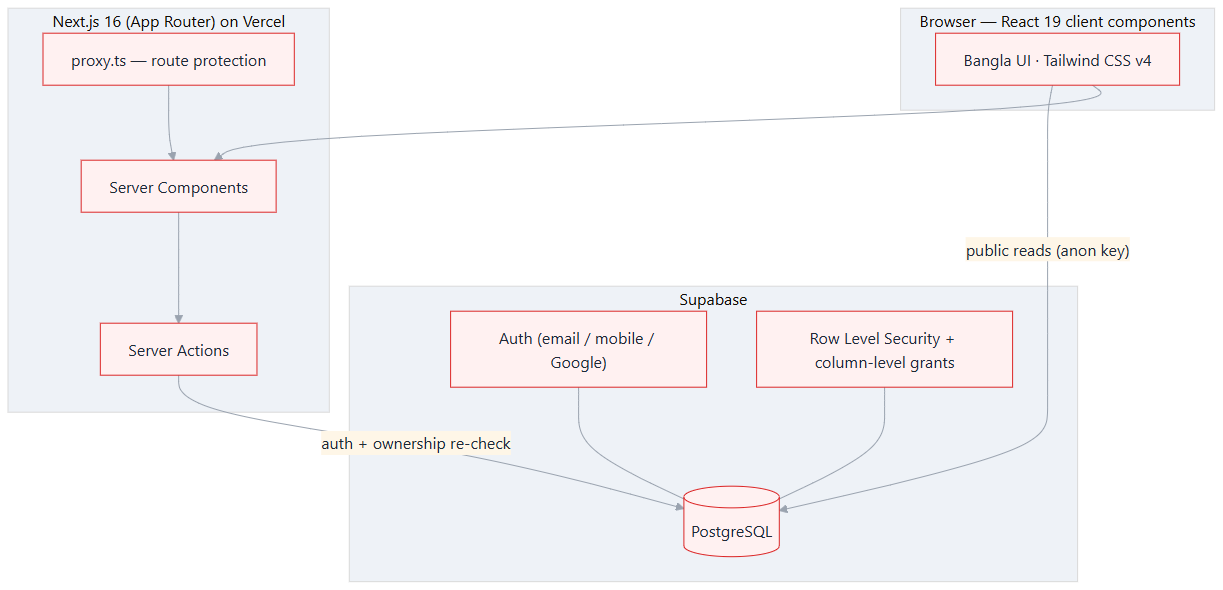 Next.js 16 (App Router) on Vercel
proxy.ts — route protection
Server Components
Server Actions
Browser — React 19 client components
Bangla UI · Tailwind CSS v4
public reads (anon key)
Supabase
Auth (email / mobile /
Google)
Row Level Security +
column-level grants
auth + ownership re-check
PostgreSQL